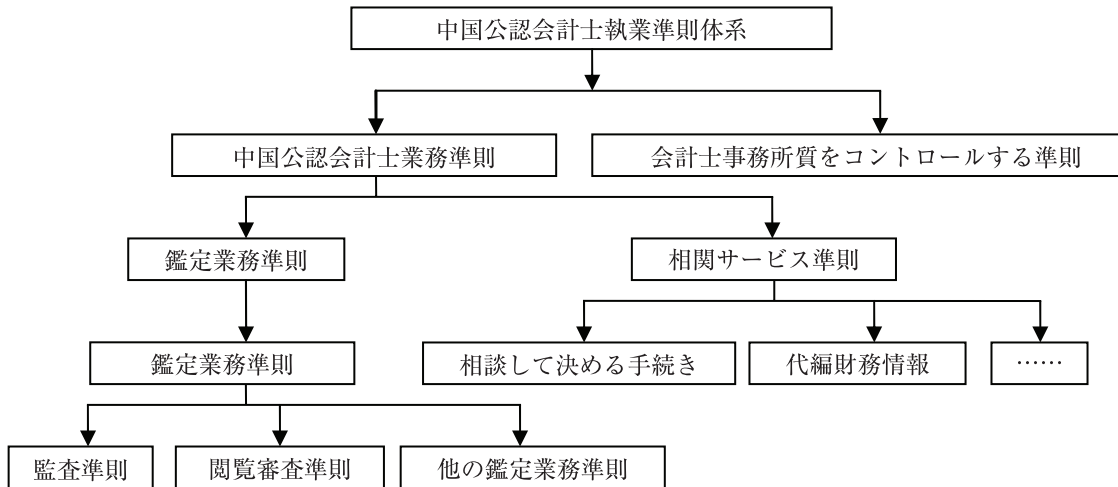 中国公認会計士執業準則体系
中国公認会計士業務準則
会計士事務所質をコントロールする準則
鑑定業務準則
相関サービス準則
鑑定業務準則
相談して決める手続き
代編財務情報
……
監査準則
閲覧審査準則
他の鑑定業務準則